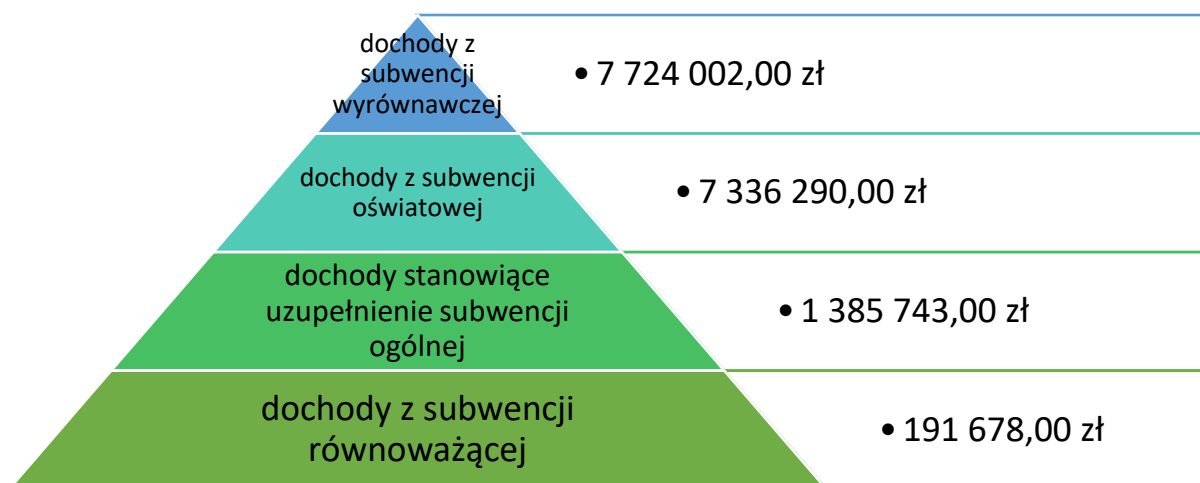 dochody z
subwencji
wyrównawczej
• 7 724 002,00 zł
dochody z subwencji
oświatowej
• 7 336 290,00 zł
dochody stanowiące
uzupełnienie subwencji
ogólnej
• 1 385 743,00 zł
dochody z subwencji
równoważącej
• 191 678,00 zł